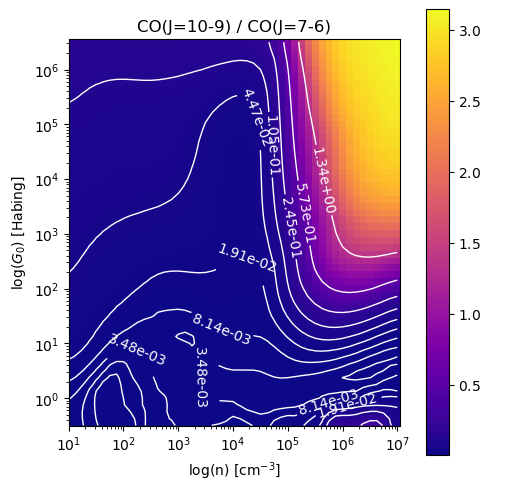 CO(J=10-9) / CO(J=7-6)
log(G₀) [Habing]
10⁶
10⁵
10⁴
10³
10²
10¹
10⁰
4.47e-02
1.05e-01
1.34e+00
5.73e-01
2.45e-01
1.91e-02
8.14e-03
3.48e-03
3.48e-03
8.14e-03
1.91e-02
10¹ 10² 10³ 10⁴ 10⁵ 10⁶ 10⁷
log(n) [cm⁻³]
3.0
2.5
2.0
1.5
1.0
0.5